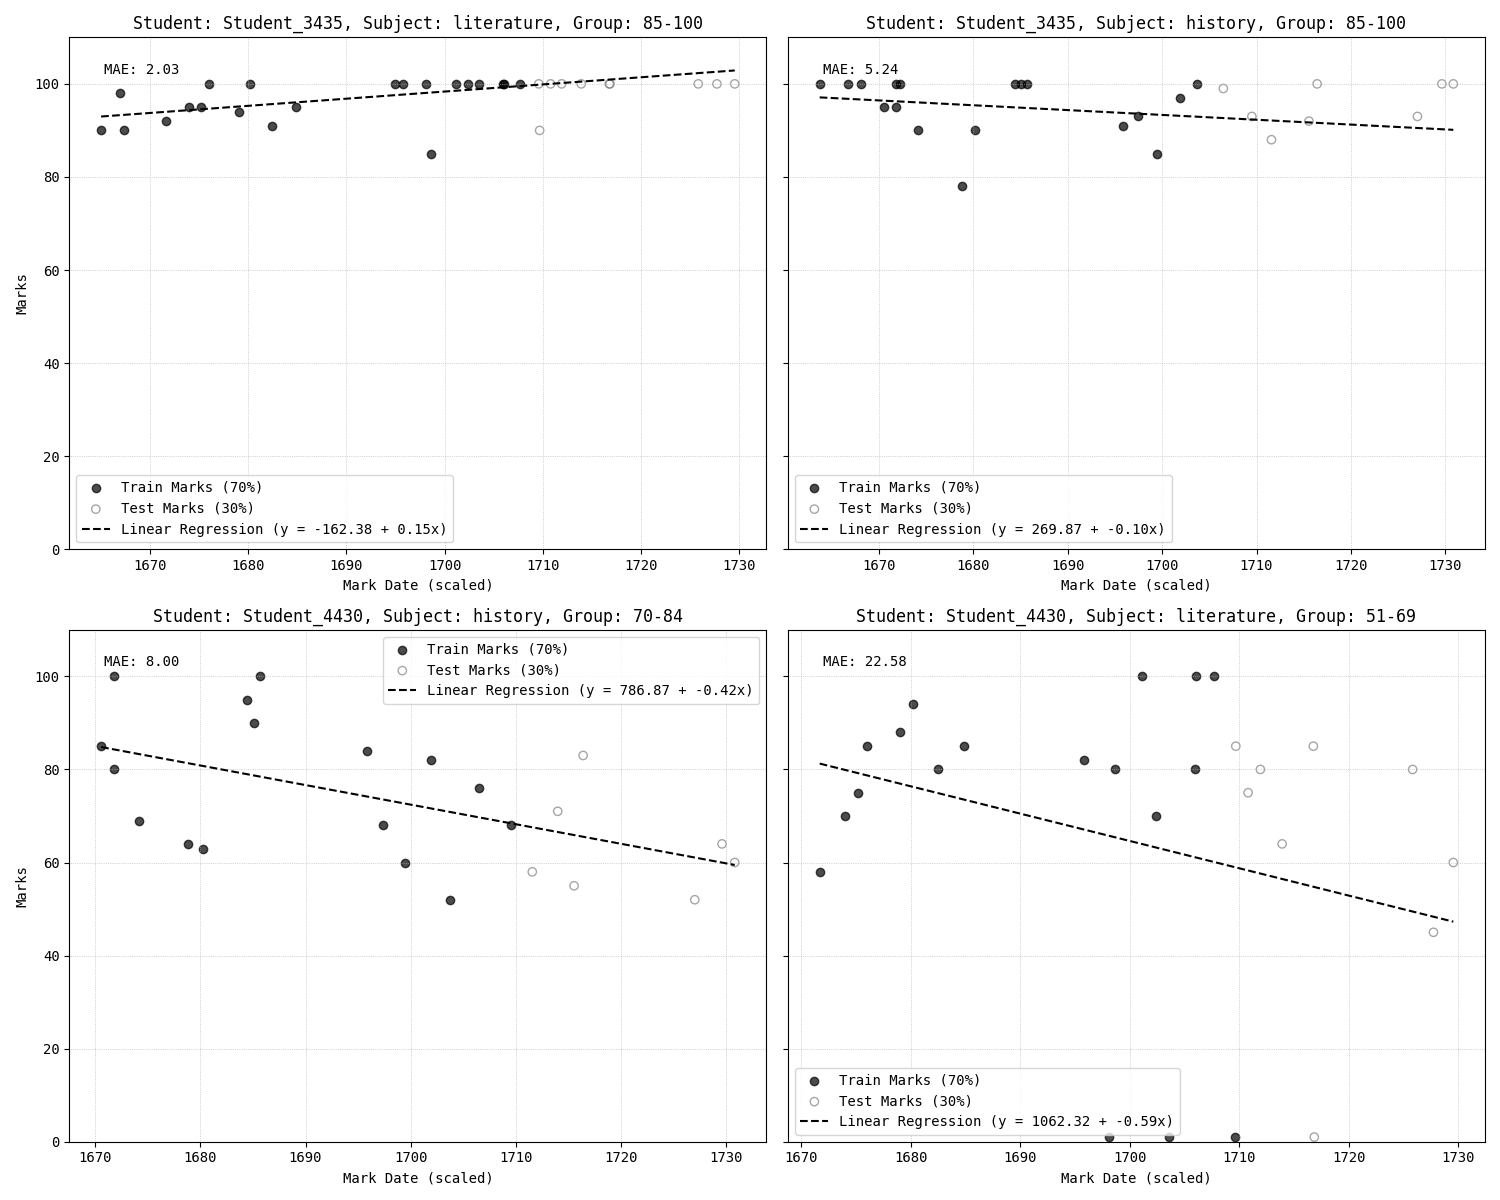 Student: Student_3435, Subject: literature, Group: 85-100
MAE: 2.03
Marks
100
80
60
40
20
0
Train Marks (70%)
Test Marks (30%)
Linear Regression (y = -162.38 + 0.15x)
1670 1680 1690 1700 1710 1720 1730
Mark Date (scaled)
Student: Student_3435, Subject: history, Group: 85-100
MAE: 5.24
Train Marks (70%)
Test Marks (30%)
Linear Regression (y = 269.87 + -0.10x)
1670 1680 1690 1700 1710 1720 1730
Mark Date (scaled)
Student: Student_4430, Subject: history, Group: 70-84
MAE: 8.00
Train Marks (70%)
Test Marks (30%)
Linear Regression (y = 786.87 + -0.42x)
Marks
100
80
60
40
20
0
1670 1680 1690 1700 1710 1720 1730
Mark Date (scaled)
Student: Student_4430, Subject: literature, Group: 51-69
MAE: 22.58
Train Marks (70%)
Test Marks (30%)
Linear Regression (y = 1062.32 + -0.59x)
1670 1680 1690 1700 1710 1720 1730
Mark Date (scaled)